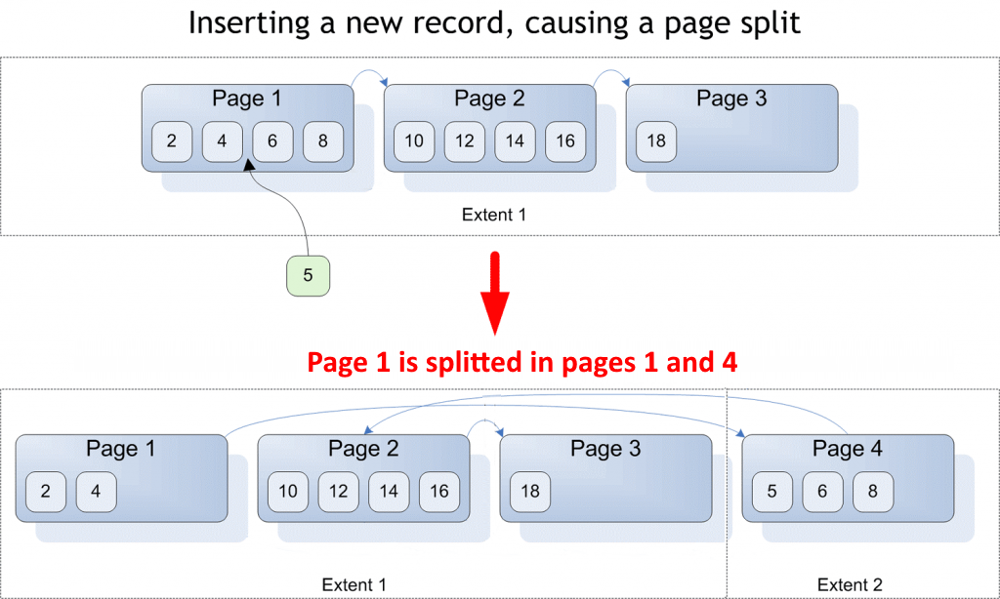 Inserting a new record, causing a page split
Page 1
Page 2
Page 3
2 4 6 8
10 12 14 16
18
Extent 1
5
Page 1 is splitted in pages 1 and 4
Page 1
Page 2
Page 3
Page 4
2 4
10 12 14 16
18
5 6 8
Extent 1
Extent 2